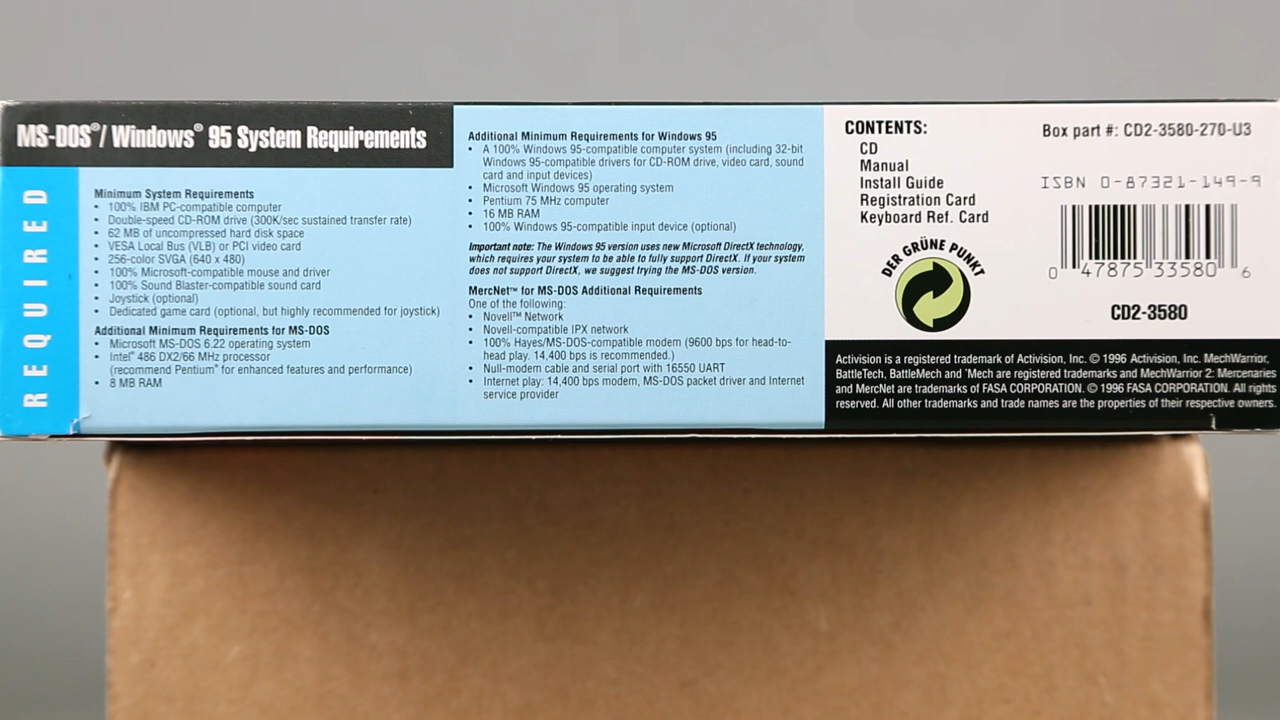 MS-DOS®/ Windows® 95 System Requirements
REQUIRED
Minimum System Requirements
• 100% IBM PC-compatible computer
• Double-speed CD-ROM drive (300K/sec sustained transfer rate)
• 62 MB of uncompressed hard disk space
• VESA Local Bus (VLB) or PCI video card
• 256-color SVGA (640 x 480)
• 100% Microsoft-compatible mouse and driver
• 100% Sound Blaster-compatible sound card
• Joystick (optional)
• Dedicated game card (optional, but highly recommended for joystick)
Additional Minimum Requirements for MS-DOS
• Microsoft MS-DOS 6.22 operating system
• Intel® 486 DX2/66 MHz processor
(recommend Pentium® for enhanced features and performance)
• 8 MB RAM
Additional Minimum Requirements for Windows 95
• A 100% Windows 95-compatible computer system (including 32-bit
Windows 95-compatible drivers for CD-ROM drive, video card, sound
card and input devices)
• Microsoft Windows 95 operating system
• Pentium 75 MHz computer
• 16 MB RAM
• 100% Windows 95-compatible input device (optional)
Important note: The Windows 95 version uses new Microsoft DirectX technology,
which requires your system to be able to fully support DirectX. If your system
does not support DirectX, we suggest trying the MS-DOS version.
MercNet™ for MS-DOS Additional Requirements
One of the following:
• Novell™ Network
• Novell-compatible IPX network
• 100% Hayes/MS-DOS-compatible modem (9600 bps for head-to-
head play. 14,400 bps is recommended.)
• Null-modem cable and serial port with 16550 UART
• Internet play: 14,400 bps modem, MS-DOS packet driver and Internet
service provider
CONTENTS:
CD
Manual
Install Guide
Registration Card
Keyboard Ref. Card
DER GRÜNE PUNKT
Box part #: CD2-3580-270-U3
ISBN 0-87321-149-9
0 47875 33580 6
CD2-3580
Activision is a registered trademark of Activision, Inc. © 1996 Activision, Inc. MechWarrior,
BattleTech, BattleMech and 'Mech are registered trademarks and MechWarrior 2: Mercenaries
and MercNet are trademarks of FASA CORPORATION. © 1996 FASA CORPORATION. All rights
reserved. All other trademarks and trade names are the properties of their respective owners.